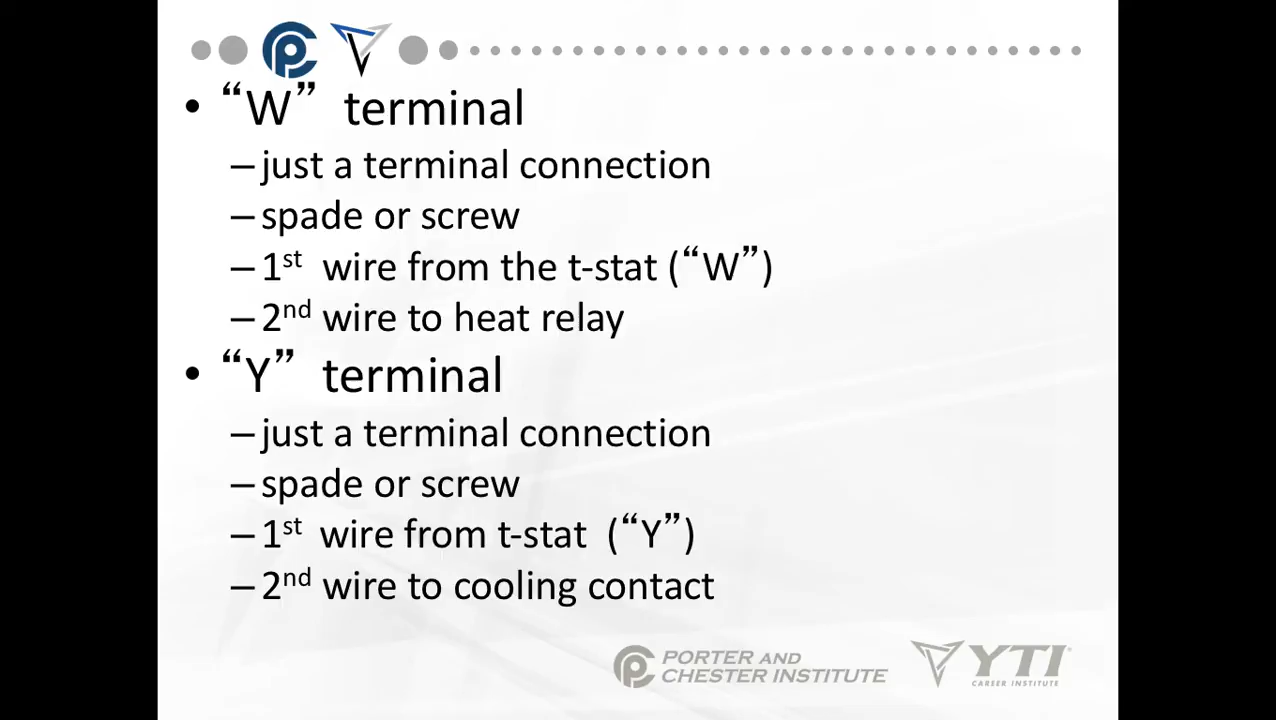 • “W” terminal
– just a terminal connection
– spade or screw
– 1st wire from the t-stat (“W”)
– 2nd wire to heat relay
• “Y” terminal
– just a terminal connection
– spade or screw
– 1st wire from t-stat (“Y”)
– 2nd wire to cooling contact
PORTER AND
CHESTER INSTITUTE
YTI®
CAREER INSTITUTE